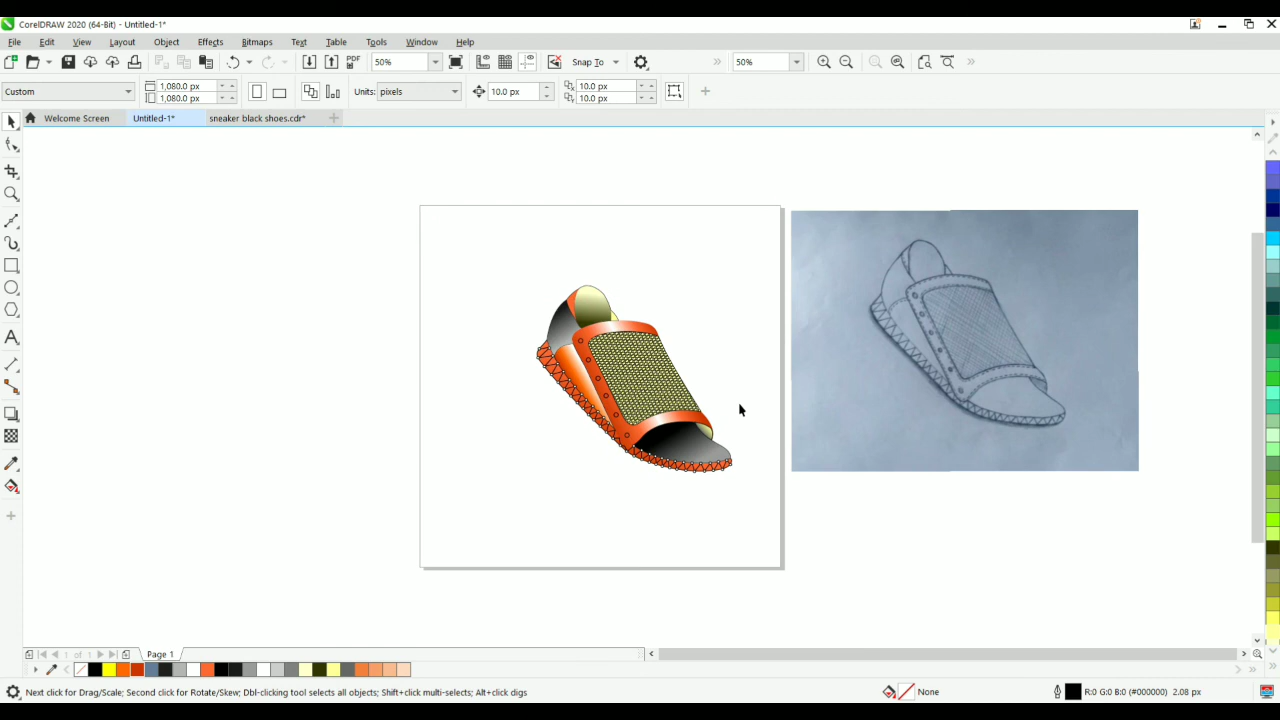 CorelDRAW 2020 (64-Bit) - Untitled-1*
File Edit View Layout Object Effects Bitmaps Text Table Tools Window Help
PDF 50% Snap To 50%
Custom 1,080.0 px 1,080.0 px Units: pixels 10.0 px 10.0 px 10.0 px
Welcome Screen Untitled-1* sneaker black shoes.cdr*
1 of 1 Page 1
Next click for Drag/Scale; Second click for Rotate/Skew; Dbl-clicking tool selects all objects; Shift+click multi-selects; Alt+click digs None R:0 G:0 B:0 (#000000) 2.08 px